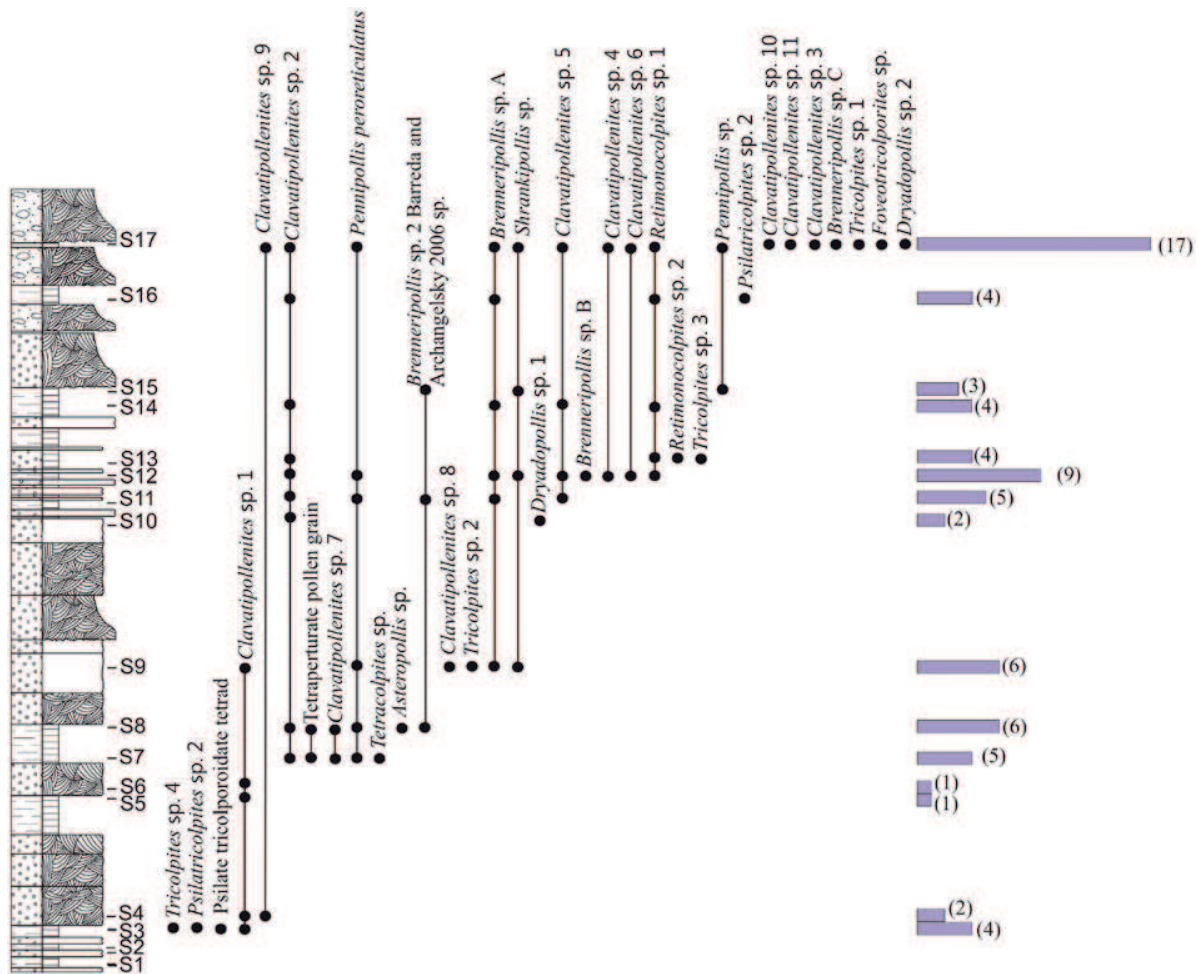 Clavatipollenites sp. 9
Clavatipollenites sp. 2
Pennipollis peroreticulatus
Brenneripollis sp. 2 Barreda and
Archangelsky 2006 sp.
Brenneripollis sp. A
Shrankipollis sp.
Clavatipollenites sp. 5
Clavatipollenites sp. 4
Clavatipollenites sp. 6
Retimonocolpites sp. 1
Pennipollis sp.
Psilatricolpites sp. 2
Clavatipollenites sp. 10
Clavatipollenites sp. 11
Clavatipollenites sp. 3
Brenneripollis sp. C
Tricolpites sp. 1
Foveotricolporites sp.
Dryadopollis sp. 2
S17
(17)
S16
(4)
Retimonocolpites sp. 2
Tricolpites sp. 3
S15
(3)
S14
(4)
Dryadopollis sp. 1
Brenneripollis sp. B
S13
(4)
S12
(9)
S11
(5)
S10
(2)
Clavatipollenites sp. 1
Tetraperturate pollen grain
Clavatipollenites sp. 7
Tetracolpites sp.
Asteropollis sp.
Clavatipollenites sp. 8
Tricolpites sp. 2
S9
(6)
S8
(6)
S7
(5)
S6
(1)
S5
(1)
Tricolpites sp. 4
Psilatricolpites sp. 2
Psilate tricolporoidate tetrad
S4
(2)
S3
(4)
S2
S1